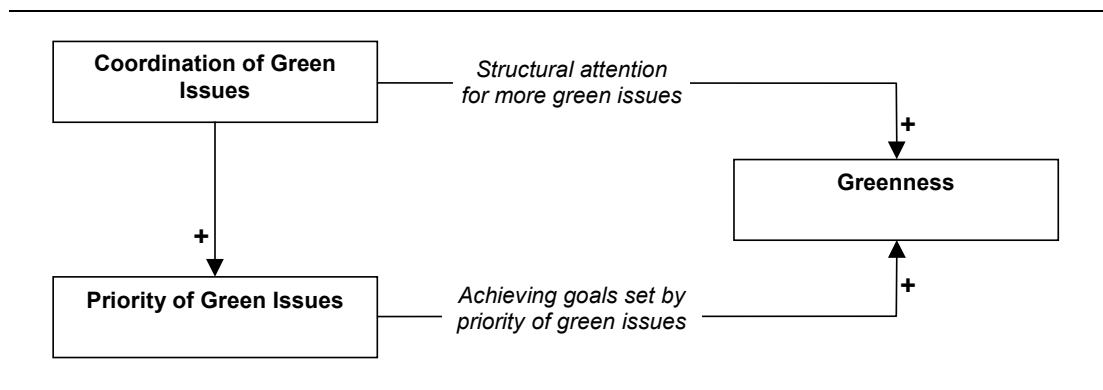 Coordination of Green
Issues
Structural attention
for more green issues
+
Greenness
+
Priority of Green Issues
Achieving goals set by
priority of green issues
+